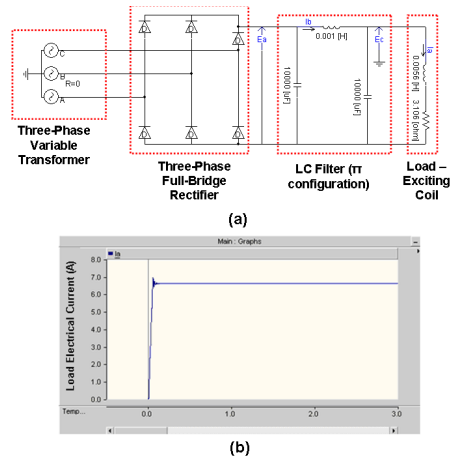 C
B
R=0
A
Ea
Ib
0.001 [H]
10000 [uF]
10000 [uF]
Ec
Ia
0.0056 [H]
3.106 [ohm]
Three-Phase
Variable
Transformer
Three-Phase
Full-Bridge
Rectifier
LC Filter (π
configuration)
Load –
Exciting
Coil
(a)
Main : Graphs
Ia
Load Electrical Current (A)
8.0
7.0
6.0
5.0
4.0
3.0
2.0
1.0
0.0
Temp...
0.0
1.0
2.0
3.0
(b)